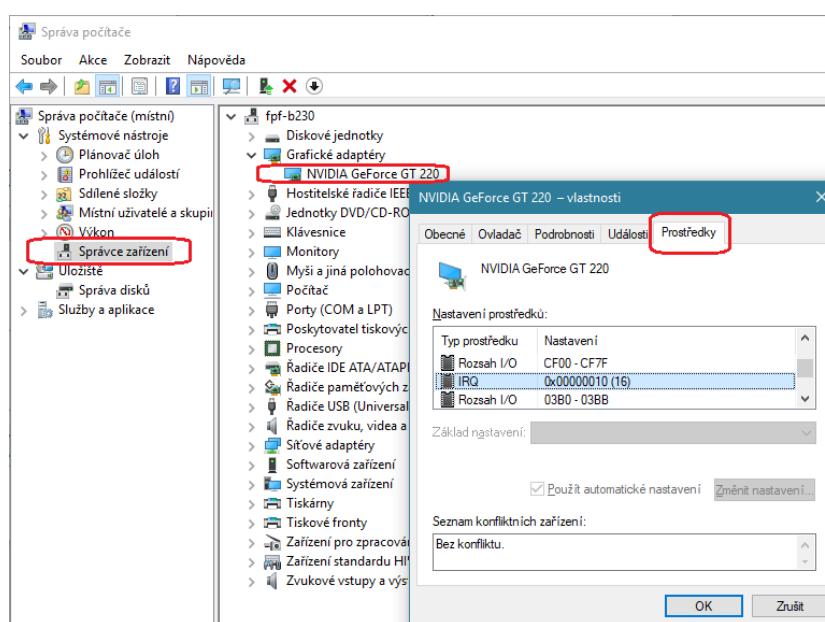 Správa počítače
Soubor Akce Zobrazit Nápověda
Správa počítače (místní)
Systémové nástroje
Plánovač úloh
Prohlížeč událostí
Sdílené složky
Místní uživatelé a skupin
Výkon
Správce zařízení
Úložiště
Správa disků
Služby a aplikace
fpf-b230
Diskové jednotky
Grafické adaptéry
NVIDIA GeForce GT 220
Hostitelské řadiče IEEE
Jednotky DVD/CD-RO
Klávesnice
Monitory
Myši a jiná polohovac
Počítač
Porty (COM a LPT)
Poskytovatel tiskovýc
Procesory
Řadiče IDE ATA/ATAPI
Řadiče paměťových z
Řadiče USB (Universal
Řadiče zvuku, videa a
Síťové adaptéry
Softwarová zařízení
Systémová zařízení
Tiskárny
Tiskové fronty
Zařízení pro zpracová
Zařízení standardu HI
Zvukové vstupy a výs
NVIDIA GeForce GT 220 – vlastnosti
Obecné Ovladač Podrobnosti Události Prostředky
NVIDIA GeForce GT 220
Nastavení prostředků:
Typ prostředku Nastavení
Rozsah I/O CF00 - CF7F
IRQ 0x00000010 (16)
Rozsah I/O 03B0 - 03BB
Základ nastavení:
Použít automatické nastavení Změnit nastavení...
Seznam konfliktních zařízení:
Bez konfliktu.
OK Zrušit